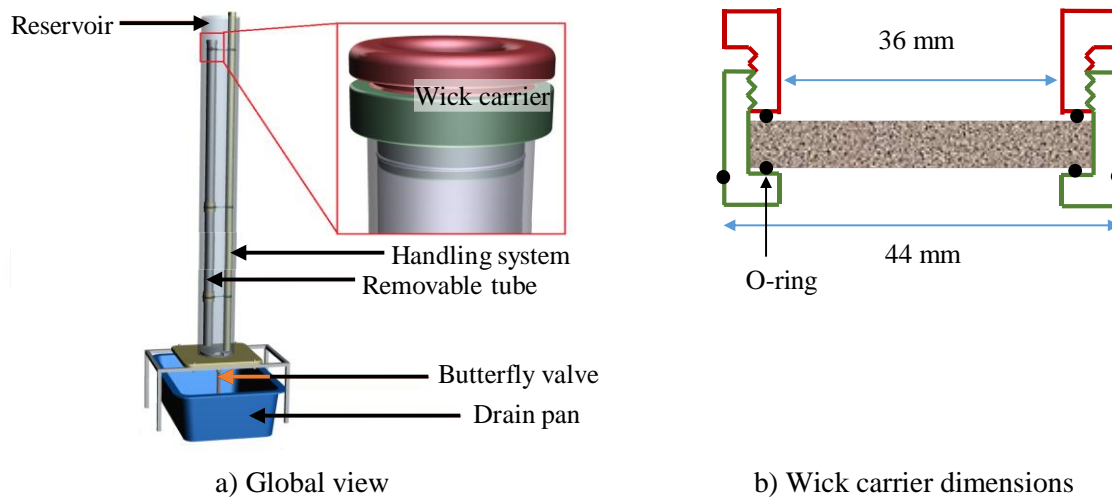 Reservoir
Wick carrier
Handling system
Removable tube
Butterfly valve
Drain pan
a) Global view
36 mm
44 mm
O-ring
b) Wick carrier dimensions